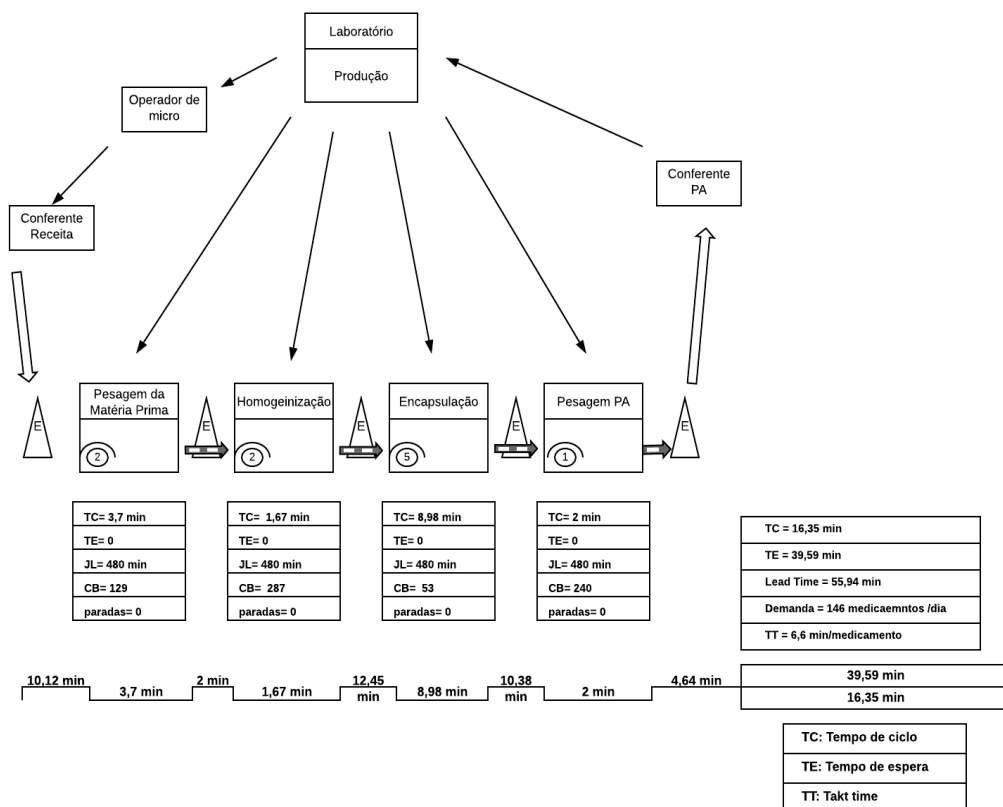 Laboratório
Produção
Operador de
micro
Conferente
Receita
Conferente
PA
E
Pesagem da
Matéria Prima
2
E
Homogeinização
2
E
Encapsulação
5
E
Pesagem PA
1
E
TC= 3,7 min
TE= 0
JL= 480 min
CB= 129
paradas= 0
TC= 1,67 min
TE= 0
JL= 480 min
CB= 287
paradas= 0
TC= 8,98 min
TE= 0
JL= 480 min
CB= 53
paradas= 0
TC= 2 min
TE= 0
JL= 480 min
CB= 240
paradas= 0
TC = 16,35 min
TE = 39,59 min
Lead Time = 55,94 min
Demanda = 146 medicaemntos /dia
TT = 6,6 min/medicamento
10,12 min
3,7 min
2 min
1,67 min
12,45
min
8,98 min
10,38
min
2 min
4,64 min
39,59 min
16,35 min
TC: Tempo de ciclo
TE: Tempo de espera
TT: Takt time